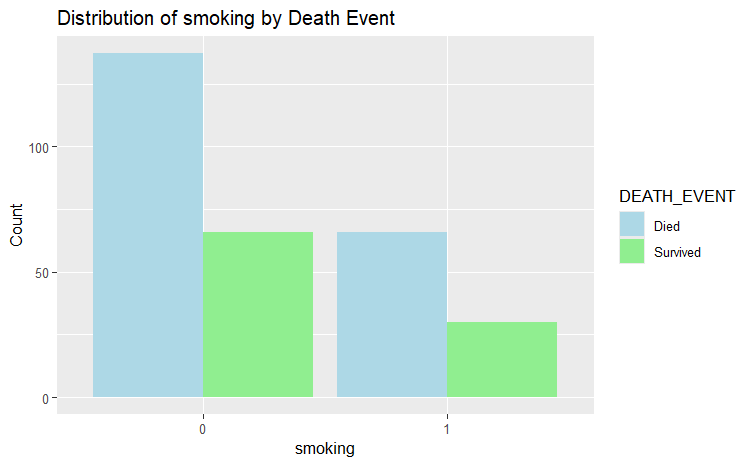 Distribution of smoking by Death Event
Count
100
50
0
0
1
smoking
DEATH_EVENT
Died
Survived